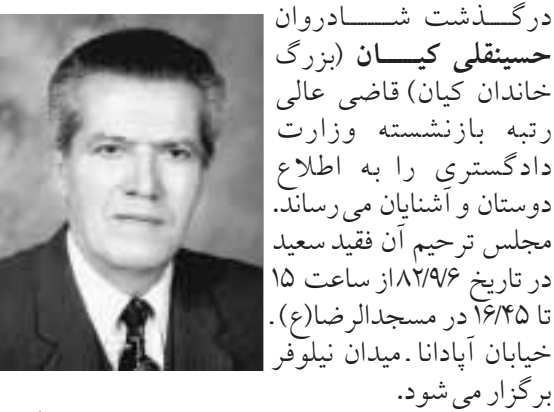 درگذشت شادروان
حسینقلی کیان (بزرگ
خاندان کیان) قاضی عالی
رتبه بازنشسته وزارت
دادگستری را به اطلاع
دوستان و آشنایان می‌رساند.
مجلس ترحیم آن فقید سعید
در تاریخ ۸۲/۹/۶ از ساعت ۱۵
تا ۱۶/۴۵ در مسجدالرضا(ع).
خیابان آپادانا. میدان نیلوفر
برگزار می‌شود.